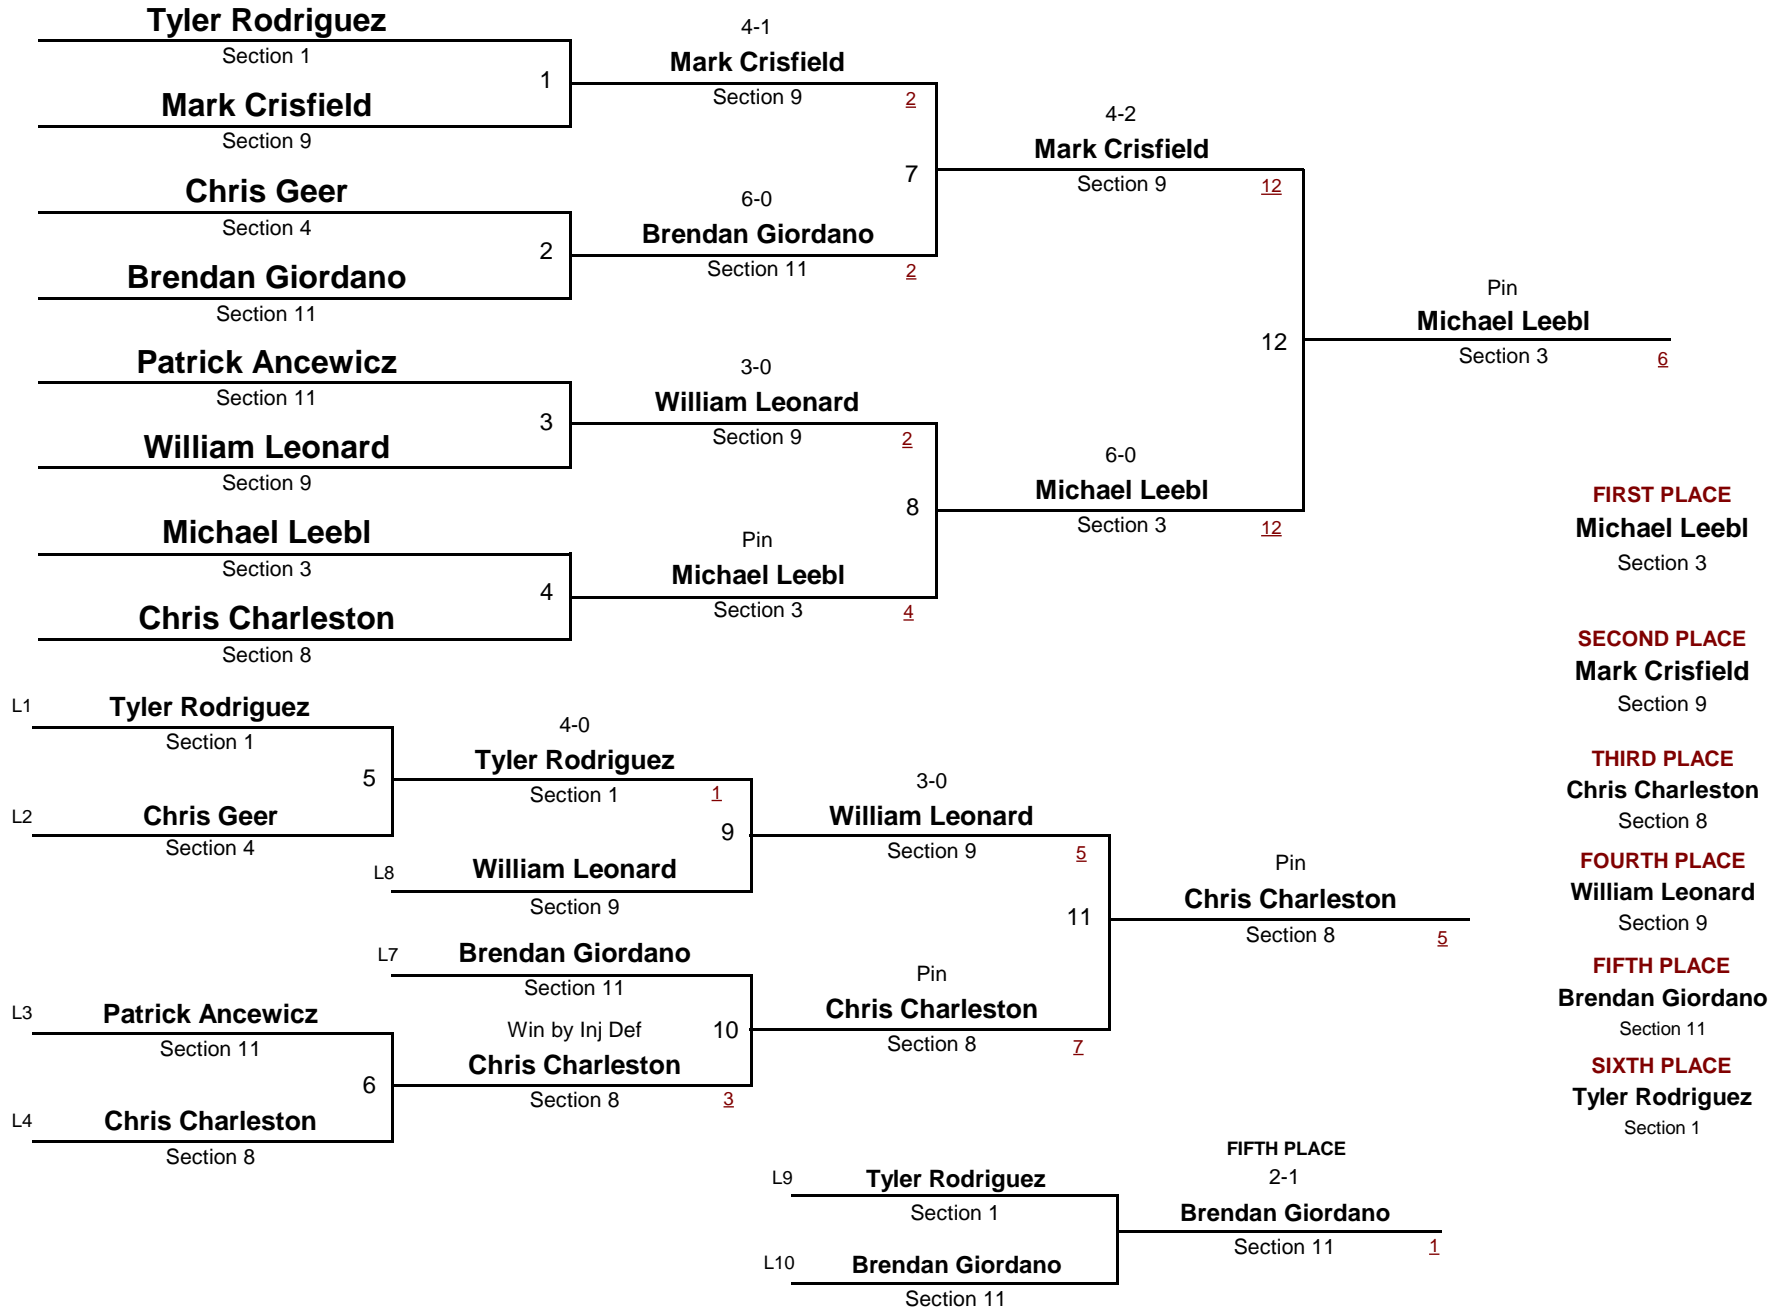 Tyler Rodriguez
Section 1
1
Mark Crisfield
Section 9
4-1
Mark Crisfield
Section 9
2
Chris Geer
Section 4
2
Brendan Giordano
Section 11
6-0
Brendan Giordano
Section 11
2
7
4-2
Mark Crisfield
Section 9
12
Patrick Ancewicz
Section 11
3
William Leonard
Section 9
3-0
William Leonard
Section 9
2
Michael Leebl
Section 3
4
Chris Charleston
Section 8
Pin
Michael Leebl
Section 3
4
8
6-0
Michael Leebl
Section 3
12
12
Pin
Michael Leebl
Section 3
6
FIRST PLACE
Michael Leebl
Section 3
SECOND PLACE
Mark Crisfield
Section 9
THIRD PLACE
Chris Charleston
Section 8
FOURTH PLACE
William Leonard
Section 9
FIFTH PLACE
Brendan Giordano
Section 11
SIXTH PLACE
Tyler Rodriguez
Section 1
L1
Tyler Rodriguez
Section 1
5
L2
Chris Geer
Section 4
4-0
Tyler Rodriguez
Section 1
1
9
L8
William Leonard
Section 9
3-0
William Leonard
Section 9
5
L7
Brendan Giordano
Section 11
L3
Patrick Ancewicz
Section 11
6
L4
Chris Charleston
Section 8
Win by Inj Def
10
Chris Charleston
Section 8
3
Pin
Chris Charleston
Section 8
7
11
Pin
Chris Charleston
Section 8
5
L9
Tyler Rodriguez
Section 1
L10
Brendan Giordano
Section 11
FIFTH PLACE
2-1
Brendan Giordano
Section 11
1